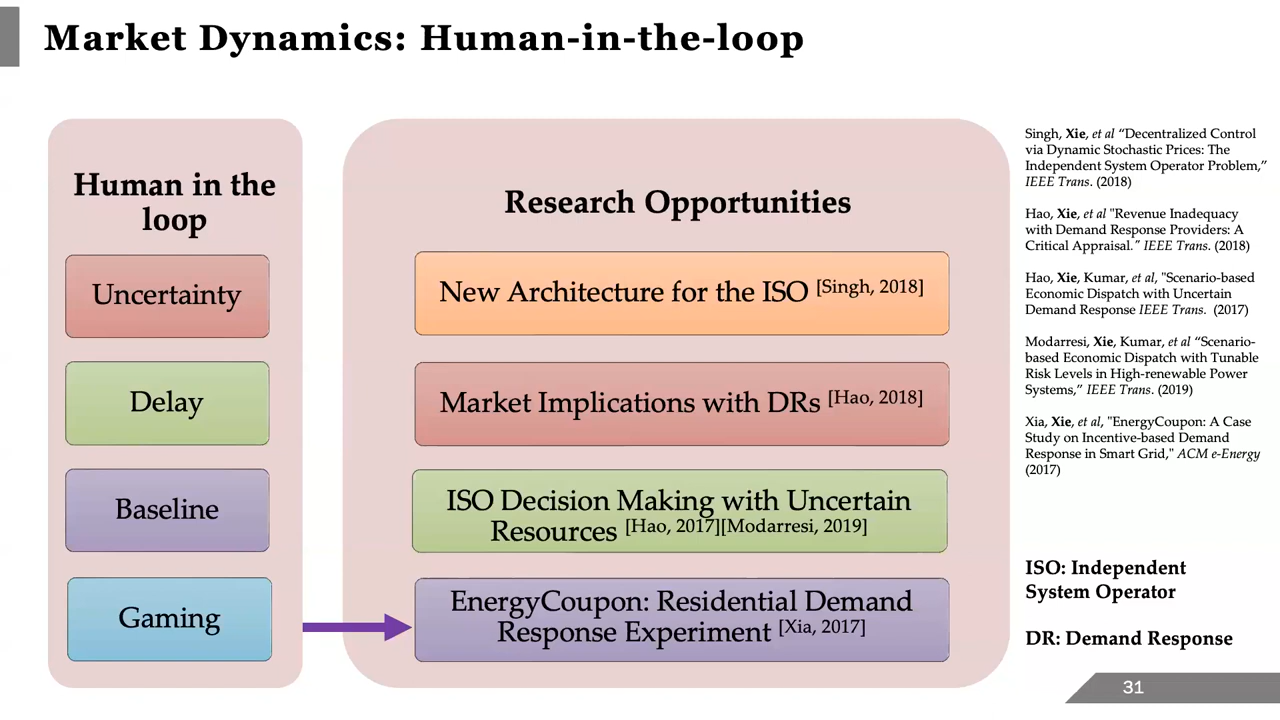 Market Dynamics: Human-in-the-loop
Human in the
loop
Uncertainty
Delay
Baseline
Gaming
Research Opportunities
New Architecture for the ISO [Singh, 2018]
Market Implications with DRs [Hao, 2018]
ISO Decision Making with Uncertain
Resources [Hao, 2017][Modarresi, 2019]
EnergyCoupon: Residential Demand
Response Experiment [Xia, 2017]
Singh, Xie, et al “Decentralized Control
via Dynamic Stochastic Prices: The
Independent System Operator Problem,”
IEEE Trans. (2018)
Hao, Xie, et al "Revenue Inadequacy
with Demand Response Providers: A
Critical Appraisal." IEEE Trans. (2018)
Hao, Xie, Kumar, et al, "Scenario-based
Economic Dispatch with Uncertain
Demand Response IEEE Trans. (2017)
Modarresi, Xie, Kumar, et al “Scenario-
based Economic Dispatch with Tunable
Risk Levels in High-renewable Power
Systems,” IEEE Trans. (2019)
Xia, Xie, et al, "EnergyCoupon: A Case
Study on Incentive-based Demand
Response in Smart Grid," ACM e-Energy
(2017)
ISO: Independent
System Operator
DR: Demand Response
31